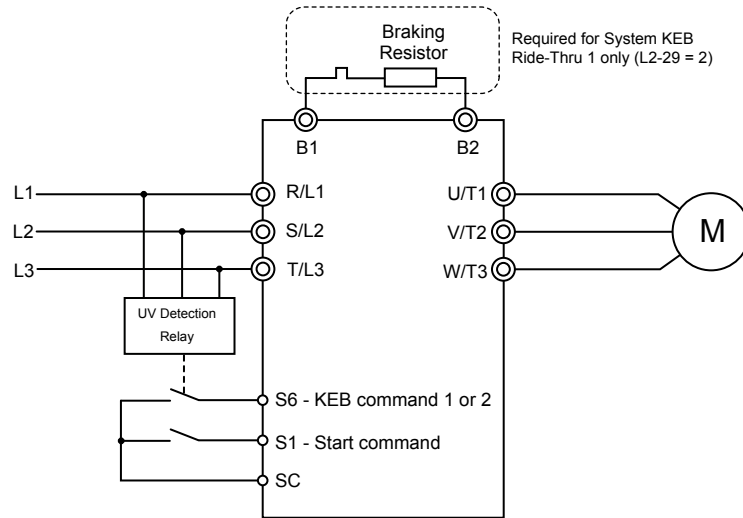 Braking
Resistor
Required for System KEB
Ride-Thru 1 only (L2-29 = 2)
B1
B2
L1
R/L1
U/T1
L2
S/L2
V/T2
M
L3
T/L3
W/T3
UV Detection
Relay
S6 - KEB command 1 or 2
S1 - Start command
SC